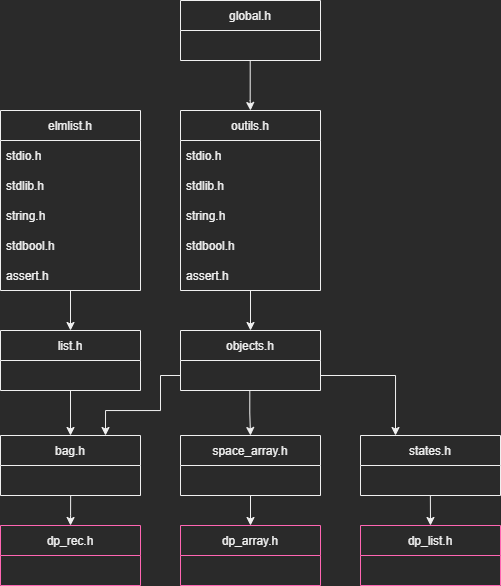 global.h
elmlist.h
stdio.h
stdlib.h
string.h
stdbool.h
assert.h
outils.h
stdio.h
stdlib.h
string.h
stdbool.h
assert.h
list.h
objects.h
bag.h
space_array.h
states.h
dp_rec.h
dp_array.h
dp_list.h